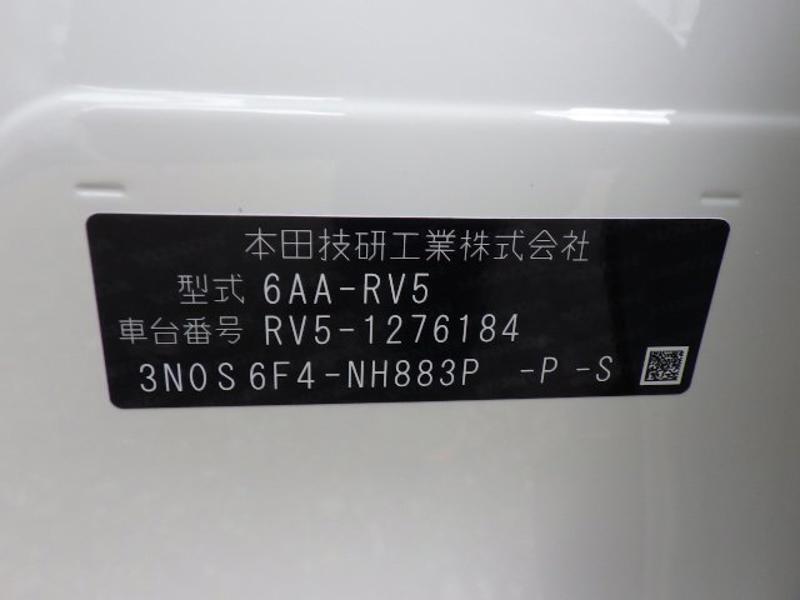 本田技研工業株式会社
型式 6AA-RV5
車台番号 RV5-1276184
3N0S6F4-NH883P -P-S